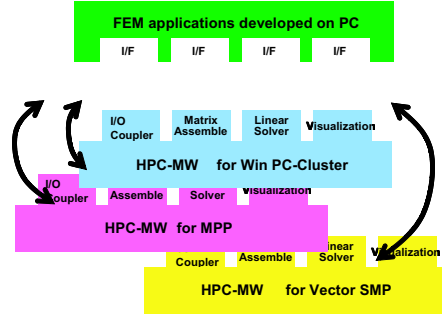 FEM applications developed on PC
I/F I/F I/F I/F
I/O Coupler
Matrix Assemble
Linear Solver
Visualization
HPC-MW for Win PC-Cluster
I/O Coupler
Assemble
Solver
Visualization
HPC-MW for MPP
Coupler
Assemble
Linear Solver
Visualization
HPC-MW for Vector SMP